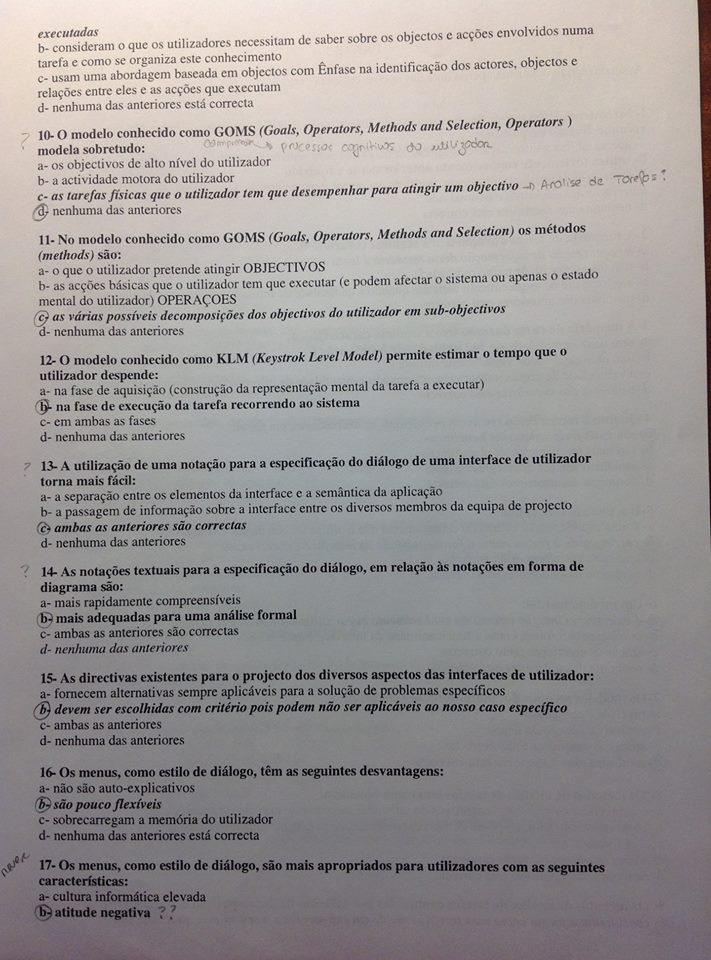 executadas
b- consideram o que os utilizadores necesitam de saber sobre os objectos e acções envolvidos numa
tarefa e como se organiza este conhecimento
c- usam uma abordagem baseada em objectos com Ênfase na identificação dos actores, objectos e
relações entre eles e as acções que executam
d- nenhuma das anteriores está correcta
? 10- O modelo conhecido como GOMS (Goals, Operators, Methods and Selection, Operators )
modela sobretudo: processos cognitivos do utilizador
a- os objectivos de alto nível do utilizador
b- a actividade motora do utilizador
c- as tarefas físicas que o utilizador tem que desempenhar para atingir um objectivo → Análise de Tarefas?
d- nenhuma das anteriores
11- No modelo conhecido como GOMS (Goals, Operators, Methods and Selection) os métodos
(methods) são:
a- o que o utilizador pretende atingir OBJECTIVOS
b- as acções básicas que o utilizador tem que executar (e podem afectar o sistema ou apenas o estado
mental do utilizador) OPERAÇOES
c- as várias possíveis decomposições dos objectivos do utilizador em sub-objectivos
d- nenhuma das anteriores
12- O modelo conhecido como KLM (Keystrok Level Model) permite estimar o tempo que o
utilizador despende:
a- na fase de aquisição (construção da representação mental da tarefa a executar)
b- na fase de execução da tarefa recorrendo ao sistema
c- em ambas as fases
d- nenhuma das anteriores
? 13- A utilização de uma notação para a especificação do diálogo de uma interface de utilizador
torna mais fácil:
a- a separação entre os elementos da interface e a semântica da aplicação
b- a passagem de informação sobre a interface entre os diversos membros da equipa de projecto
c- ambas as anteriores são correctas
d- nenhuma das anteriores
? 14- As notações textuais para a especificação do diálogo, em relação às notações em forma de
diagrama são:
a- mais rapidamente compreensíveis
b- mais adequadas para uma análise formal
c- ambas as anteriores são correctas
d- nenhuma das anteriores
15- As directivas existentes para o projecto dos diversos aspectos das interfaces de utilizador:
a- fornecem alternativas sempre aplicáveis para a solução de problemas específicos
b- devem ser escolhidas com critério pois podem não ser aplicáveis ao nosso caso específico
c- ambas as anteriores
d- nenhuma das anteriores
16- Os menus, como estilo de diálogo, têm as seguintes desvantagens:
a- não são auto-explicativos
b- são pouco flexíveis
c- sobrecarregam a memória do utilizador
d- nenhuma das anteriores está correcta
17- Os menus, como estilo de diálogo, são mais apropriados para utilizadores com as seguintes
características:
a- cultura informática elevada
b- atitude negativa ??